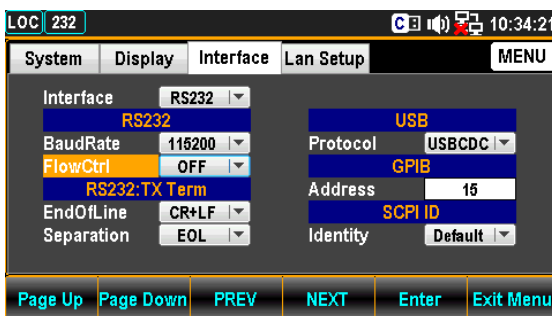 LOC 232 C 10:34:21
System Display Interface Lan Setup MENU
Interface RS232
RS232 USB
BaudRate 115200 Protocol USBCDC
FlowCtrl OFF GPIB
RS232:TX Term Address 15
EndOfLine CR+LF SCPI ID
Separation EOL Identity Default
Page Up Page Down PREV NEXT Enter Exit Menu